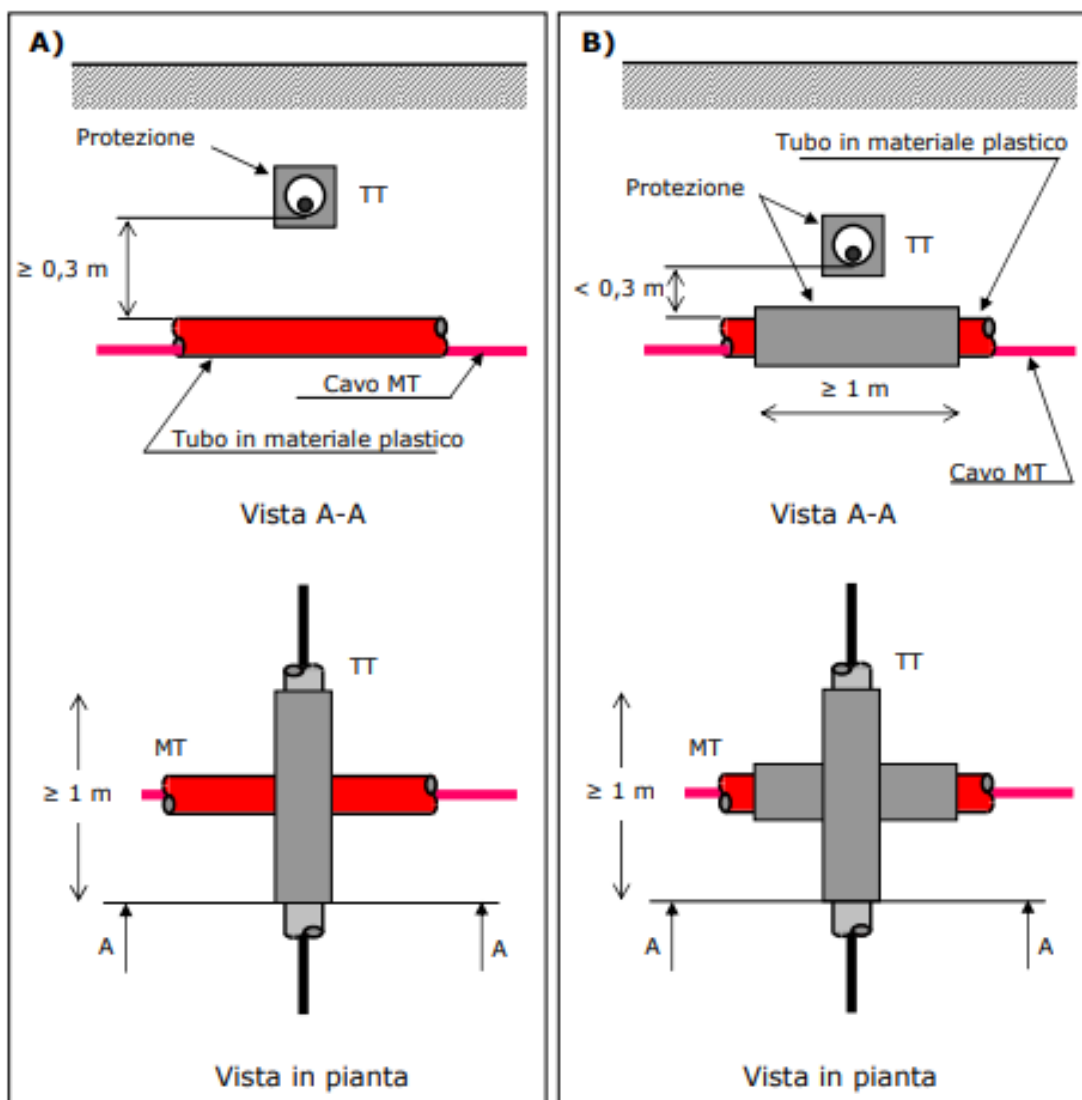 A)
Protezione
TT
≥ 0,3 m
Cavo MT
Tubo in materiale plastico
Vista A-A
TT
MT
≥ 1 m
A
A
Vista in pianta
B)
Tubo in materiale plastico
Protezione
TT
< 0,3 m
≥ 1 m
Cavo MT
Vista A-A
TT
MT
≥ 1 m
A
A
Vista in pianta